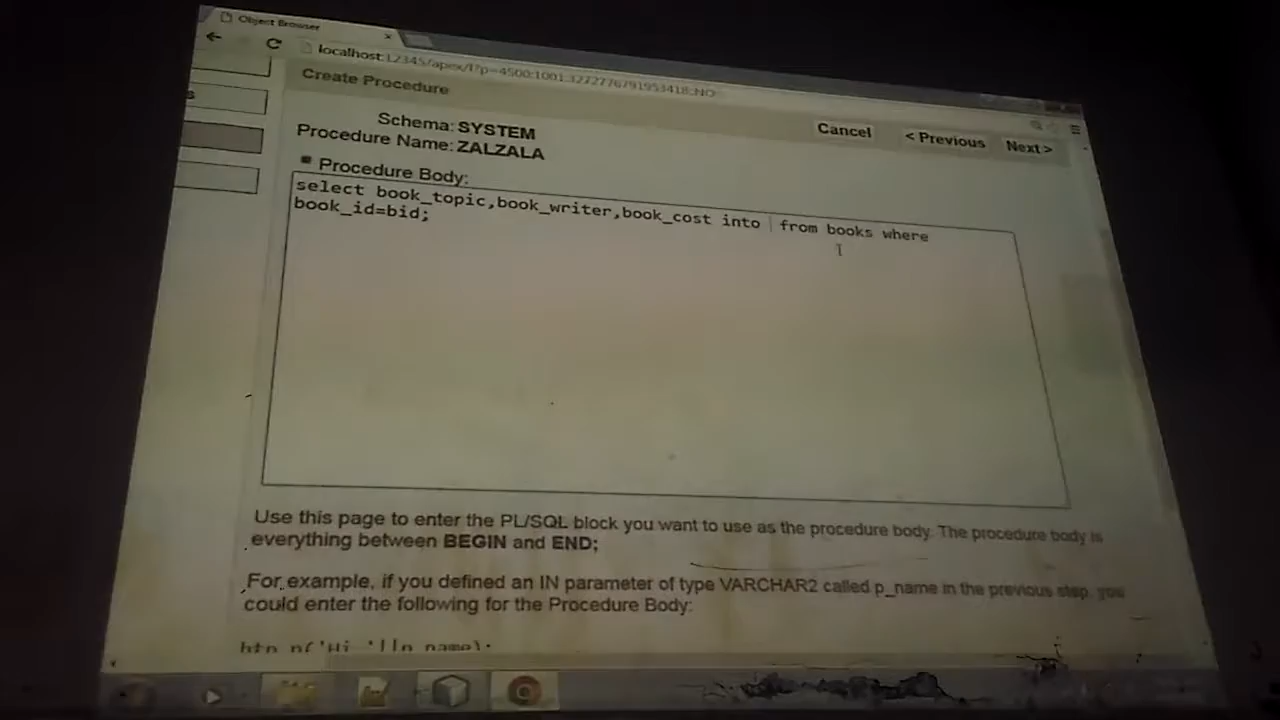 Object Browser
localhost:12345/apex/f?p=4500:1001:3272776791953418::NO
Create Procedure
Cancel
< Previous
Next >
Schema: SYSTEM
Procedure Name: ZALZALA
Procedure Body:
select book_topic,book_writer,book_cost into from books where
book_id=bid;
Use this page to enter the PL/SQL block you want to use as the procedure body. The procedure body is
everything between BEGIN and END;
For example, if you defined an IN parameter of type VARCHAR2 called p_name in the previous step, you
could enter the following for the Procedure Body:
htp.p('Hi '||p_name);